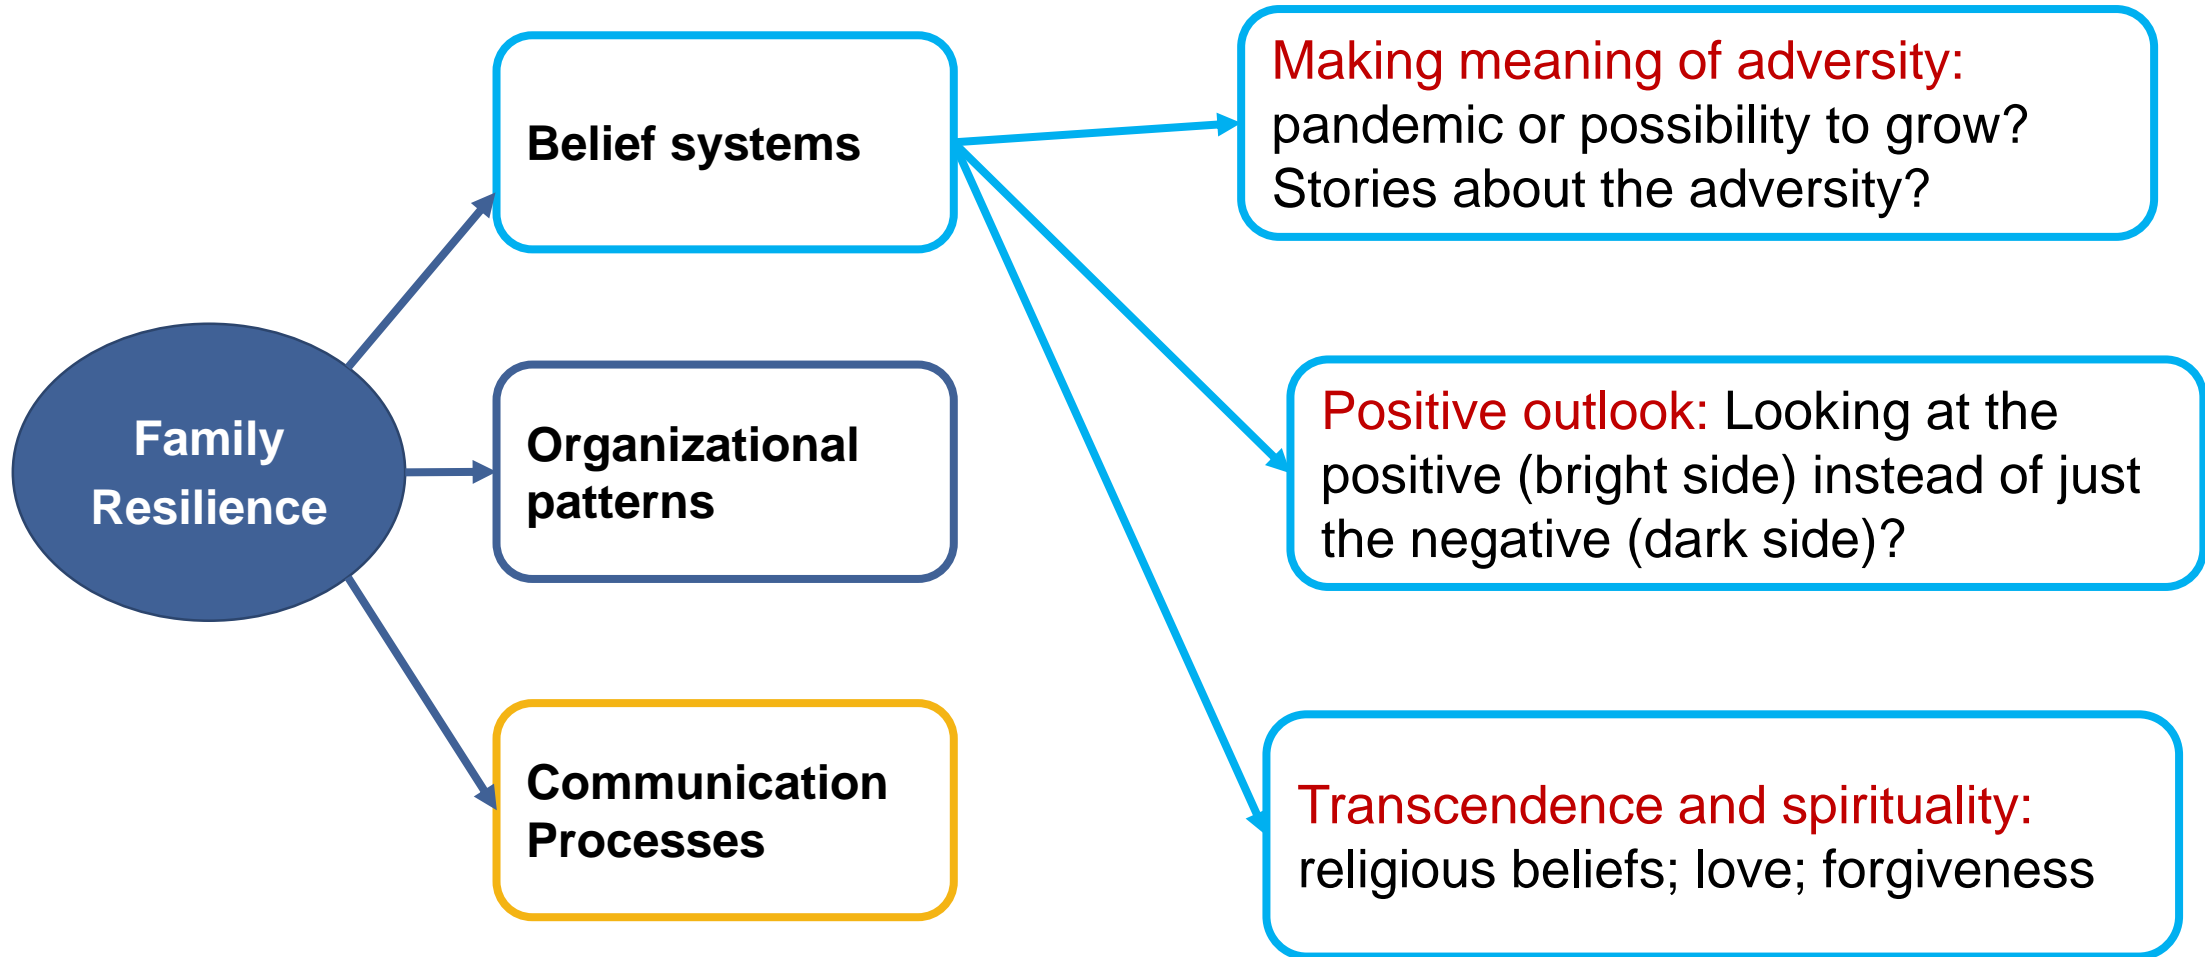 Family
Resilience
Belief systems
Organizational
patterns
Communication
Processes
Making meaning of adversity:
pandemic or possibility to grow?
Stories about the adversity?
Positive outlook: Looking at the
positive (bright side) instead of just
the negative (dark side)?
Transcendence and spirituality:
religious beliefs; love; forgiveness